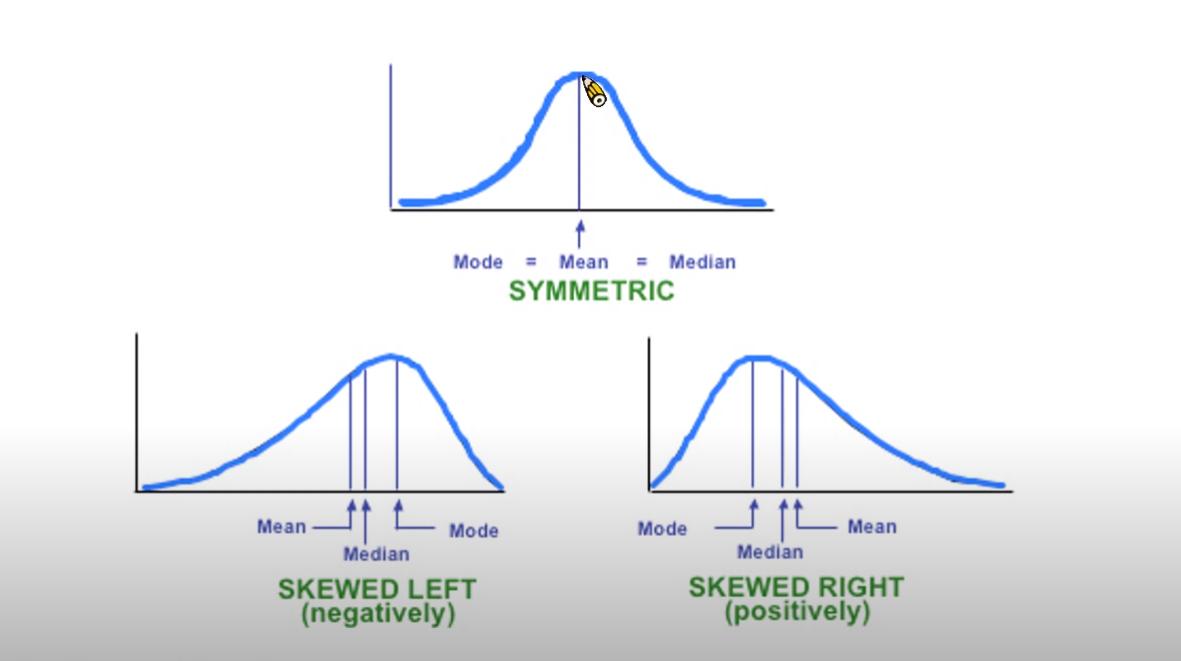 Mode = Mean = Median
SYMMETRIC
Mean
Median
Mode
SKEWED LEFT
(negatively)
Mode
Median
Mean
SKEWED RIGHT
(positively)